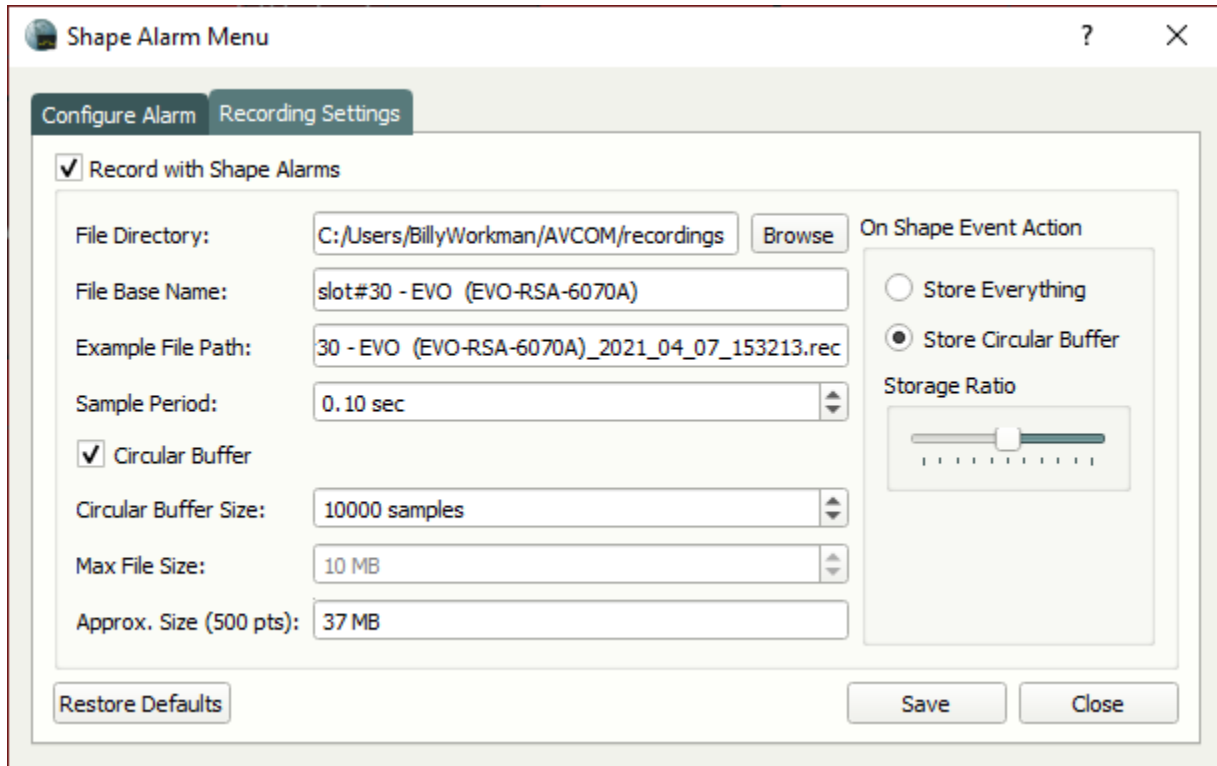 Shape Alarm Menu ?
Configure Alarm Recording Settings
Record with Shape Alarms
File Directory: C:/Users/BillyWorkman/AVCOM/recordings Browse
File Base Name: slot#30 - EVO  (EVO-RSA-6070A)
Example File Path: 30 - EVO  (EVO-RSA-6070A)_2021_04_07_153213.rec
Sample Period: 0.10 sec
Circular Buffer
Circular Buffer Size: 10000 samples
Max File Size: 10 MB
Approx. Size (500 pts): 37 MB
On Shape Event Action
Store Everything
Store Circular Buffer
Storage Ratio
Restore Defaults Save Close